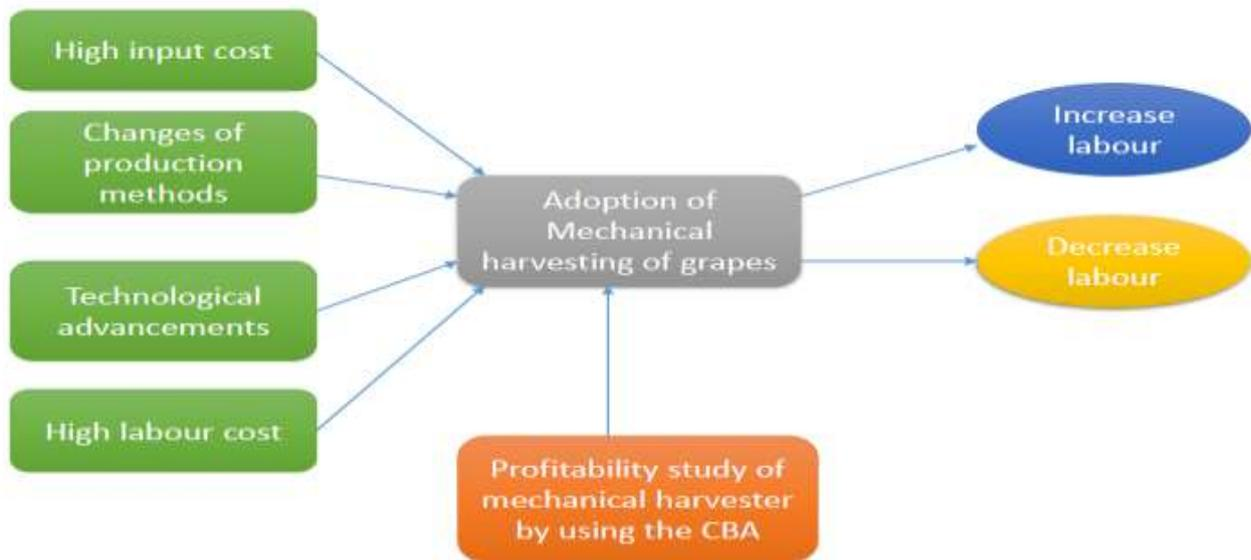 High input cost
Changes of
production
methods
Technological
advancements
High labour cost
Adoption of
Mechanical
harvesting of grapes
Profitability study of
mechanical harvester
by using the CBA
Increase
labour
Decrease
labour